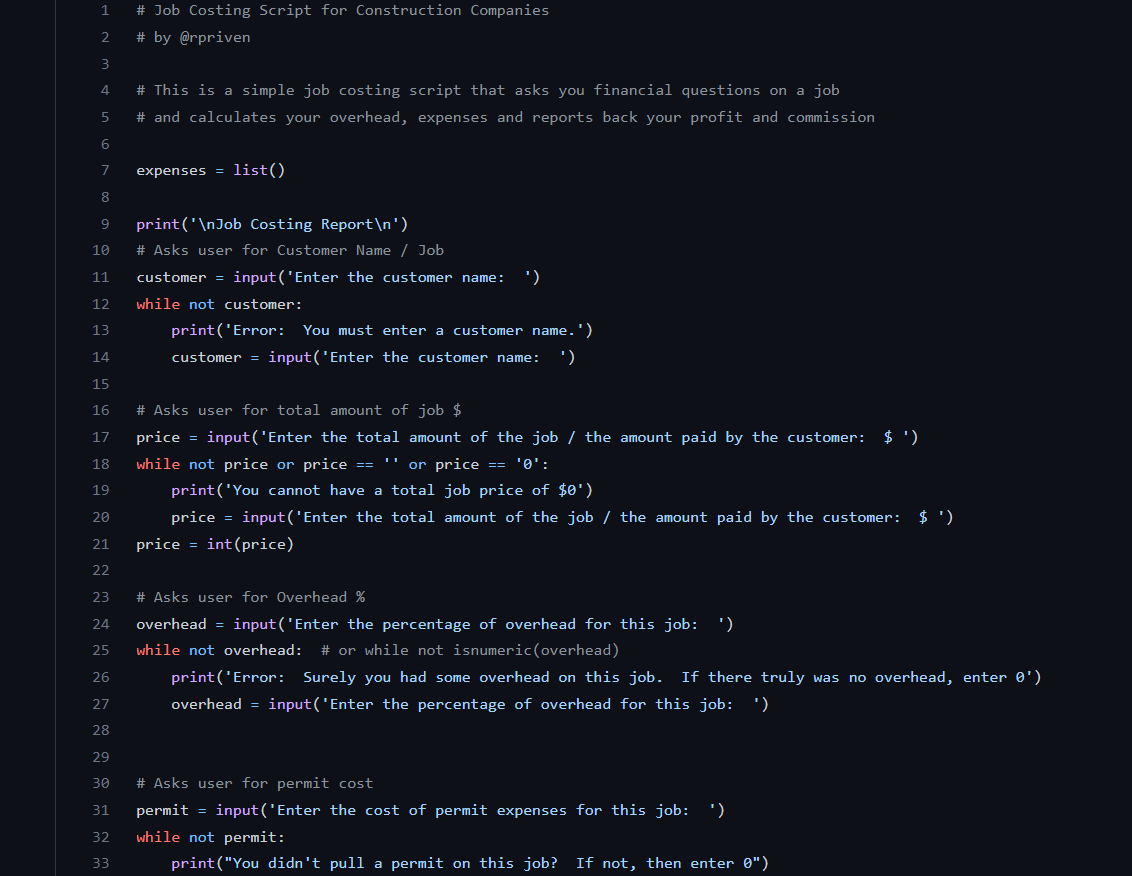 1 # Job Costing Script for Construction Companies
2 # by @rpriven
3
4 # This is a simple job costing script that asks you financial questions on a job
5 # and calculates your overhead, expenses and reports back your profit and commission
6
7 expenses = list()
8
9 print('\nJob Costing Report\n')
10 # Asks user for Customer Name / Job
11 customer = input('Enter the customer name:  ')
12 while not customer:
13     print('Error:  You must enter a customer name.')
14     customer = input('Enter the customer name:  ')
15
16 # Asks user for total amount of job $
17 price = input('Enter the total amount of the job / the amount paid by the customer:  $ ')
18 while not price or price == '' or price == '0':
19     print('You cannot have a total job price of $0')
20     price = input('Enter the total amount of the job / the amount paid by the customer:  $ ')
21 price = int(price)
22
23 # Asks user for Overhead %
24 overhead = input('Enter the percentage of overhead for this job:  ')
25 while not overhead:  # or while not isnumeric(overhead)
26     print('Error:  Surely you had some overhead on this job.  If there truly was no overhead, enter 0')
27     overhead = input('Enter the percentage of overhead for this job:  ')
28
29
30 # Asks user for permit cost
31 permit = input('Enter the cost of permit expenses for this job:  ')
32 while not permit:
33     print("You didn't pull a permit on this job?  If not, then enter 0")